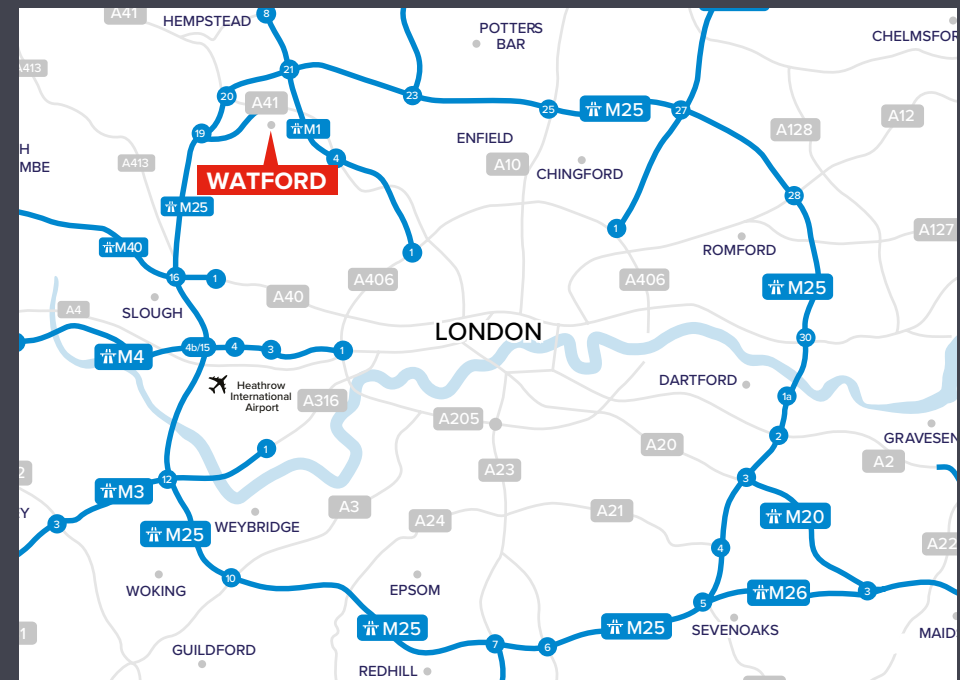 A41
HEMPSTEAD
8
POTTERS
BAR
CHELMSFOR
A413
21
20
A41
23
25
M25
27
A12
19
M1
A128
ENFIELD
H
MBE
A413
4
A10
CHINGFORD
WATFORD
28
M25
1
A127
M40
1
ROMFORD
16
1
A406
A406
M25
A40
SLOUGH
A4
LONDON
30
M4
4b/15
4
3
1
Heathrow
International
Airport
DARTFORD
A316
1a
A205
2
GRAVESEN
A20
1
A2
A23
2
12
3
M3
A3
A21
M20
Y
3
A24
M25
WEYBRIDGE
A22
4
10
WOKING
EPSOM
M26
3
5
M25
M25
SEVENOAKS
1
MAID
7
6
GUILDFORD
REDHILL